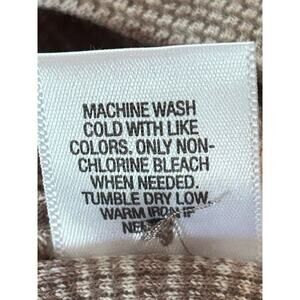 MACHINE WASH
COLD WITH LIKE
COLORS. ONLY NON-
CHLORINE BLEACH
WHEN NEEDED.
TUMBLE DRY LOW.
WARM IRON IF